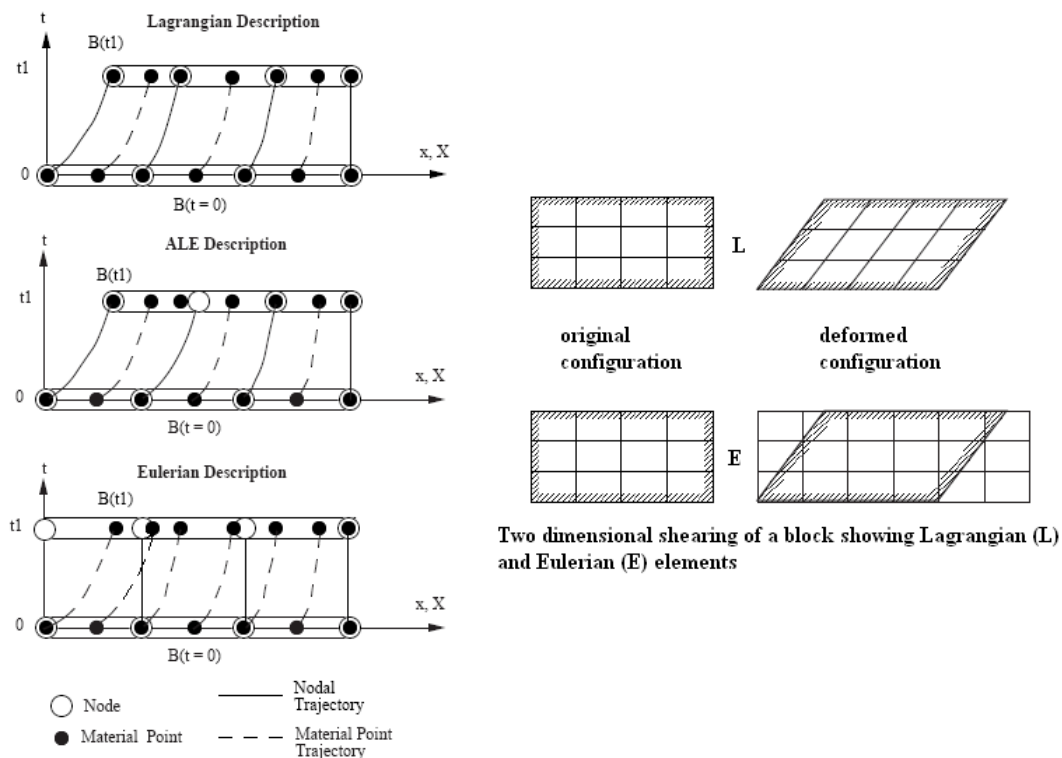 Lagrangian Description
t
B(t1)
t1
x, X
0
B(t = 0)
ALE Description
t
B(t1)
t1
x, X
0
B(t = 0)
Eulerian Description
t
B(t1)
t1
x, X
0
B(t = 0)
Node
Nodal
Trajectory
Material Point
Material Point
Trajectory
L
original
configuration
deformed
configuration
E
Two dimensional shearing of a block showing Lagrangian (L)
and Eulerian (E) elements